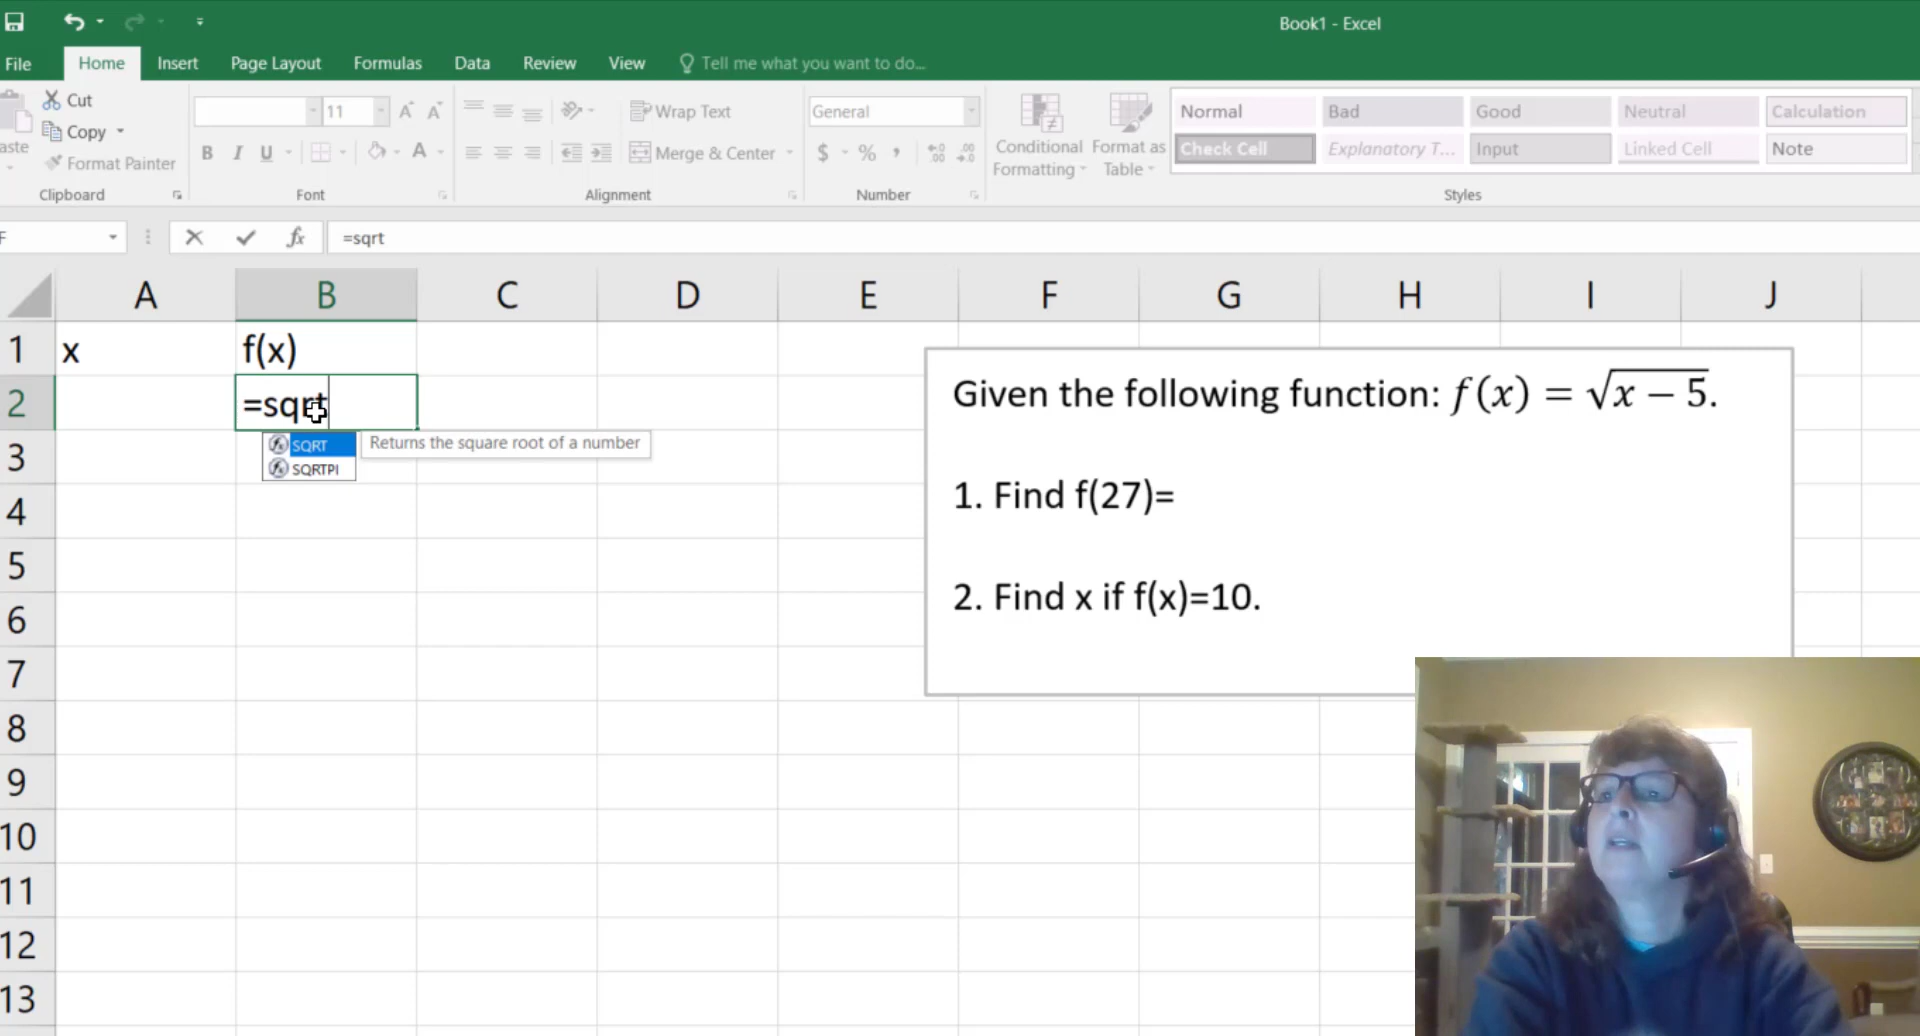 Book1 - Excel
File Home Insert Page Layout Formulas Data Review View Tell me what you want to do...
Cut
Copy
Format Painter
Clipboard
11
B I U
Font
Wrap Text
Merge & Center
Alignment
General
$ % ,
Number
Conditional Formatting
Format as Table
Normal Bad Good Neutral Calculation
Check Cell Explanatory T... Input Linked Cell Note
Styles
fx =sqrt
A B C D E F G H I J
1 x f(x)
2 =sqrt
SQRT Returns the square root of a number
SQRTPI
3
4
5
6
7
8
9
10
11
12
13
Given the following function: f(x) = √x − 5.
1. Find f(27)=
2. Find x if f(x)=10.